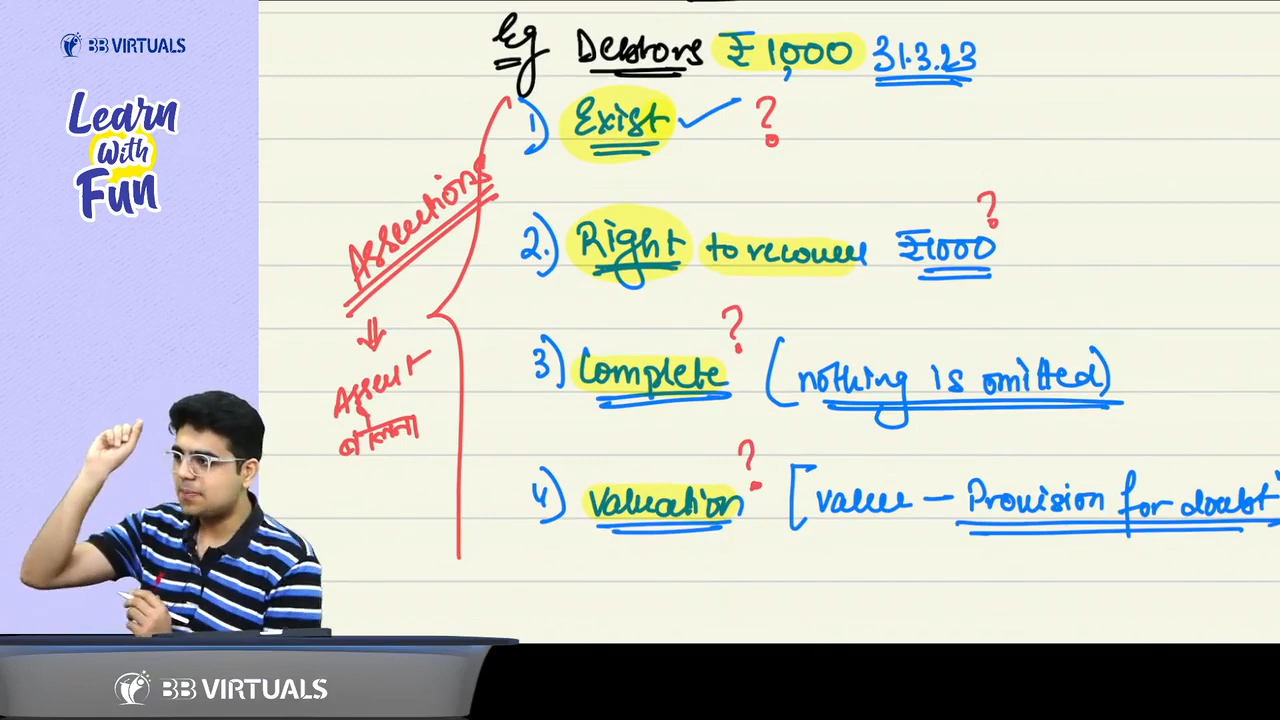 BB VIRTUALS
Learn
With
Fun
Eg Debtors ₹1,000 31.3.23
1) Exist ?
2.) Right to recover ₹1000 ?
3) Complete ? (nothing is omitted)
4) valuation ? [value – Provision for doubt
Assertions
Assert
बोलना
BB VIRTUALS